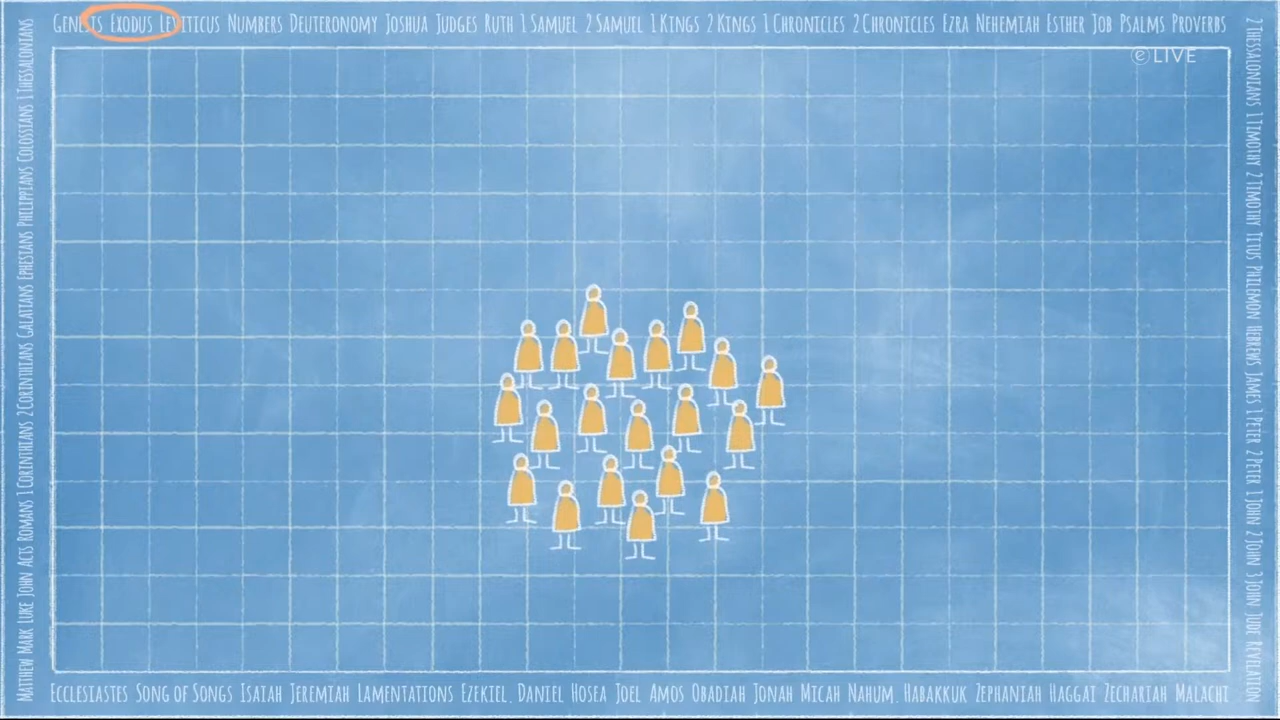 Genesis Exodus Leviticus Numbers Deuteronomy Joshua Judges Ruth 1 Samuel 2 Samuel 1 Kings 2 Kings 1 Chronicles 2 Chronicles Ezra Nehemiah Esther Job Psalms Proverbs
e LIVE
Ecclesiastes Song of Songs Isaiah Jeremiah Lamentations Ezekiel Daniel Hosea Joel Amos Obadiah Jonah Micah Nahum Habakkuk Zephaniah Haggai Zechariah Malachi
Matthew Mark Luke John Acts Romans 1 Corinthians 2 Corinthians Galatians Ephesians Philippians Colossians 1 Thessalonians
2 Thessalonians 1 Timothy 2 Timothy Titus Philemon Hebrews James 1 Peter 2 Peter 1 John 2 John 3 John Jude Revelation